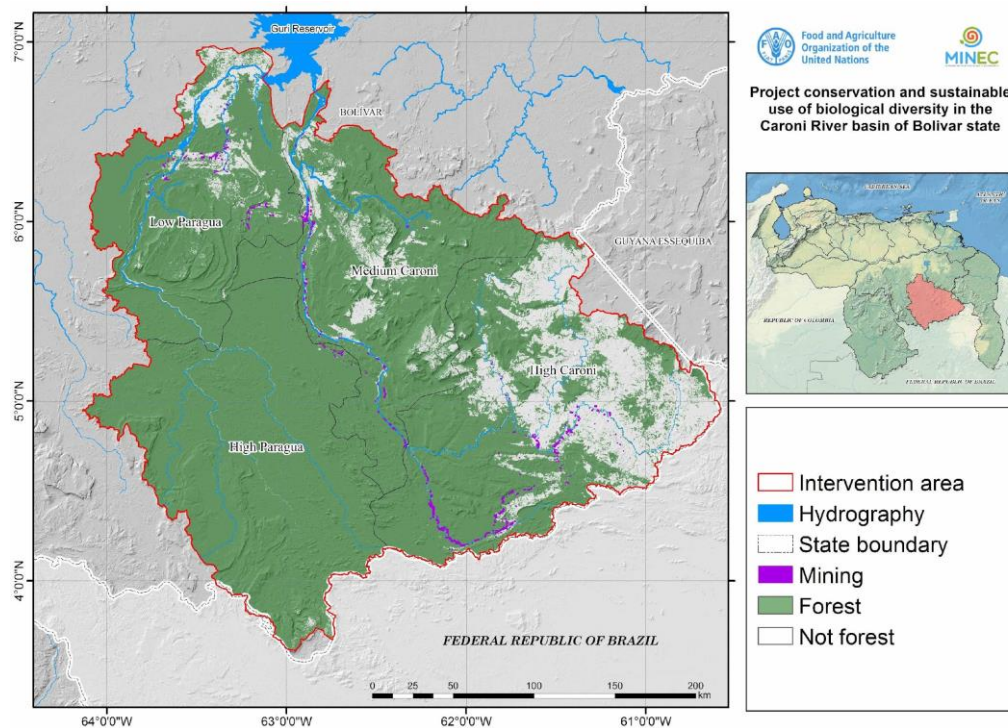 7°0'0"N
6°0'0"N
5°0'0"N
4°0'0"N
Guri Reservoir
BOLÍVAR
GUYANA ESSEQUIBA
Low Paragua
Medium Caroni
High Caroni
High Paragua
FEDERAL REPUBLIC OF BRAZIL
0 25 50 100 150 200
km
64°0'0"W
63°0'0"W
62°0'0"W
61°0'0"W
FAO
Food and Agriculture
Organization of the
United Nations
MINEC
Project conservation and sustainable
use of biological diversity in the
Caroni River basin of Bolivar state
REPUBLIC OF COLOMBIA
FEDERAL REPUBLIC OF BRAZIL
Intervention area
Hydrography
State boundary
Mining
Forest
Not forest